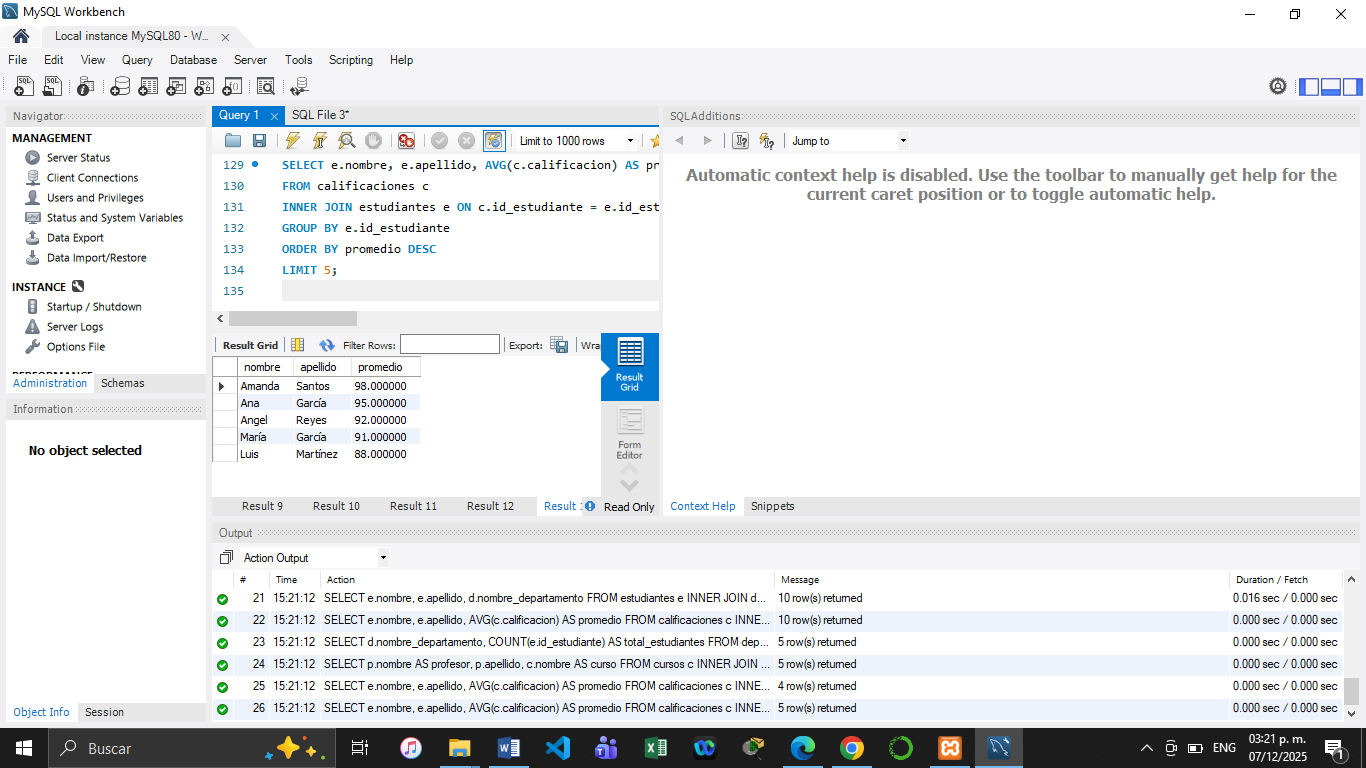 MySQL Workbench
Local instance MySQL80 - W...
File Edit View Query Database Server Tools Scripting Help
Navigator
MANAGEMENT
Server Status
Client Connections
Users and Privileges
Status and System Variables
Data Export
Data Import/Restore
INSTANCE
Startup / Shutdown
Server Logs
Options File
Administration Schemas
Information
No object selected
Object Info Session
Query 1 SQL File 3*
Limit to 1000 rows
129 SELECT e.nombre, e.apellido, AVG(c.calificacion) AS pr
130 FROM calificaciones c
131 INNER JOIN estudiantes e ON c.id_estudiante = e.id_est
132 GROUP BY e.id_estudiante
133 ORDER BY promedio DESC
134 LIMIT 5;
135
Result Grid Filter Rows: Export: Wra
nombre apellido promedio
Amanda Santos 98.000000
Ana García 95.000000
Angel Reyes 92.000000
María García 91.000000
Luis Martínez 88.000000
Result Grid
Form Editor
Result 9 Result 10 Result 11 Result 12 Result Read Only
SQLAdditions
Jump to
Automatic context help is disabled. Use the toolbar to manually get help for the
current caret position or to toggle automatic help.
Context Help Snippets
Output
Action Output
# Time Action Message Duration / Fetch
21 15:21:12 SELECT e.nombre, e.apellido, d.nombre_departamento FROM estudiantes e INNER JOIN d... 10 row(s) returned 0.016 sec / 0.000 sec
22 15:21:12 SELECT e.nombre, e.apellido, AVG(c.calificacion) AS promedio FROM calificaciones c INNE... 10 row(s) returned 0.000 sec / 0.000 sec
23 15:21:12 SELECT d.nombre_departamento, COUNT(e.id_estudiante) AS total_estudiantes FROM dep... 5 row(s) returned 0.000 sec / 0.000 sec
24 15:21:12 SELECT p.nombre AS profesor, p.apellido, c.nombre AS curso FROM cursos c INNER JOIN ... 5 row(s) returned 0.000 sec / 0.000 sec
25 15:21:12 SELECT e.nombre, e.apellido, AVG(c.calificacion) AS promedio FROM calificaciones c INNE... 4 row(s) returned 0.000 sec / 0.000 sec
26 15:21:12 SELECT e.nombre, e.apellido, AVG(c.calificacion) AS promedio FROM calificaciones c INNE... 5 row(s) returned 0.000 sec / 0.000 sec
Buscar
ENG
03:21 p. m.
07/12/2025
1